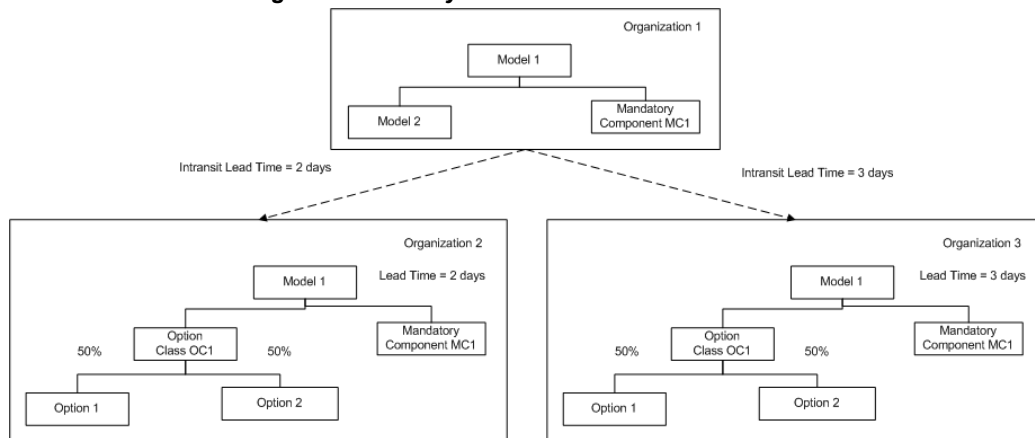 Organization 1
Model 1
Model 2
Mandatory
Component MC1
Intransit Lead Time = 2 days
Intransit Lead Time = 3 days
Organization 2
Lead Time = 2 days
Model 1
Option
Class OC1
Mandatory
Component MC1
50%
50%
Option 1
Option 2
Organization 3
Lead Time = 3 days
Model 1
Option
Class OC1
Mandatory
Component MC1
50%
50%
Option 1
Option 2